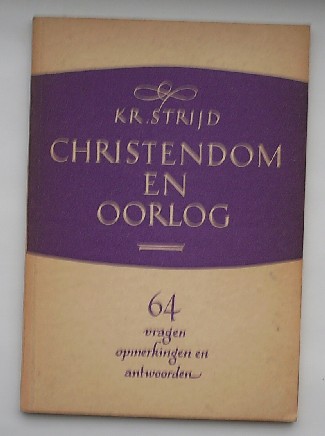 KR. STRIJD
CHRISTENDOM
EN
OORLOG
64
vragen
opmerkingen en
antwoorden